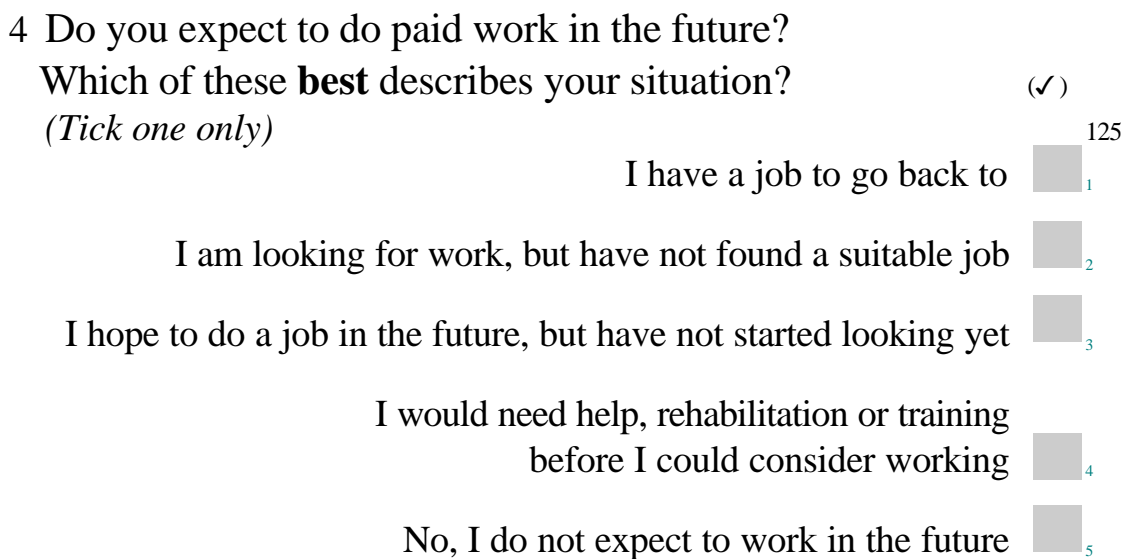 4 Do you expect to do paid work in the future?
Which of these best describes your situation? (✓)
(Tick one only) 125
I have a job to go back to 1
I am looking for work, but have not found a suitable job 2
I hope to do a job in the future, but have not started looking yet 3
I would need help, rehabilitation or training
before I could consider working 4
No, I do not expect to work in the future 5